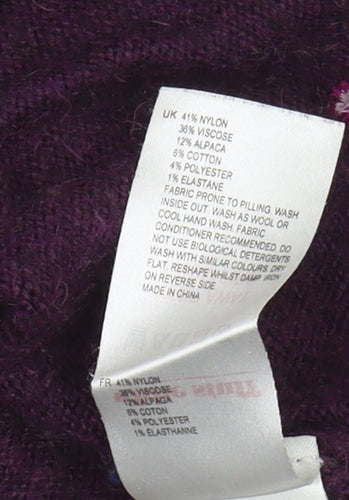 UK 41% NYLON
36% VISCOSE
12% ALPACA
6% COTTON
4% POLYESTER
1% ELASTANE
FABRIC PRONE TO PILLING. WASH
INSIDE OUT. WASH AS WOOL OR
COOL HAND WASH. FABRIC
CONDITIONER RECOMMENDED. DO
NOT USE BIOLOGICAL DETERGENTS.
WASH WITH SIMILAR COLOURS. DRY
FLAT. RESHAPE WHILST DAMP. IRON
ON REVERSE SIDE
MADE IN CHINA
FR 41% NYLON
36% VISCOSE
12% ALPAGA
6% COTON
4% POLYESTER
1% ÉLASTHANNE